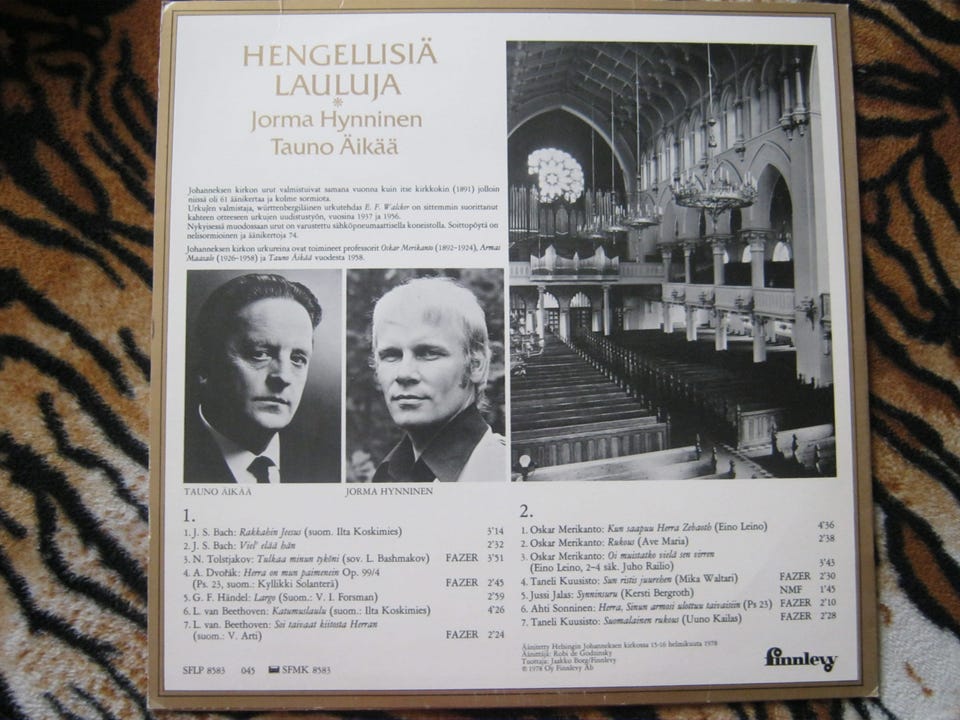 HENGELLISIÄ
LAULUJA
*
Jorma Hynninen
Tauno Äikää
Johanneksen kirkon urut valmistuivat samana vuonna kuin itse kirkkokin (1891) jolloin
niissä oli 61 äänikertaa ja kolme sormiota.
Urkujen valmistaja, württenbergiläinen urkutehdas E. F. Walcker on sittemmin suorittanut
kahteen otteeseen urkujen uudistustyön, vuosina 1937 ja 1956.
Nykyisessä muodossaan urut on varustettu sähköpneumaattisella koneistolla. Soittopöytä on
nelisormioinen ja äänikertoja 74.
Johanneksen kirkon urkureina ovat toimineet professorit Oskar Merikanto (1892-1924), Armas
Maasalo (1926-1958) ja Tauno Äikää vuodesta 1958.
TAUNO ÄIKÄÄ
JORMA HYNNINEN
1.
1. J. S. Bach: Rakkahin Jeesus (suom. Ilta Koskimies) 3'14
2. J. S. Bach: Viel' elää hän 2'32
3. N. Tolstjakov: Tulkaa minun tyköni (sov. L. Bashmakov) FAZER 3'51
4. A. Dvořák: Herra on mun paimenein Op. 99/4
(Ps. 23, suom.: Kyllikki Solanterä) FAZER 2'45
5. G. F. Händel: Largo (Suom.: V. I. Forsman) 2'59
6. L. van Beethoven: Katumuslaulu (suom.: Ilta Koskimies) 4'26
7. L. van Beethoven: Soi taivaat kiitosta Herran
(suom.: V. Arti) FAZER 2'24
2.
1. Oskar Merikanto: Kun saapuu Herra Zebaoth (Eino Leino) 4'36
2. Oskar Merikanto: Rukous (Ave Maria) 2'38
3. Oskar Merikanto: Oi muistatko vielä sen virren
(Eino Leino, 2-4 säk. Juho Railio) 3'43
4. Taneli Kuusisto: Sun ristis juurehen (Mika Waltari) FAZER 2'30
5. Jussi Jalas: Synninsuru (Kersti Bergroth) NMF 1'45
6. Ahti Sonninen: Herra, Sinun armosi ulottuu taivaisiin (Ps 23) FAZER 2'10
7. Taneli Kuusisto: Suomalainen rukous (Uuno Kailas) FAZER 2'28
Äänitetty Helsingin Johanneksen kirkossa 15-16 helmikuuta 1978
Äänittäjä: Robi de Godzinsky
Tuottaja: Jaakko Borg/Finnlevy
℗ 1978 Oy Finnlevy Ab
SFLP 8583 045 SFMK 8583
finnlevy